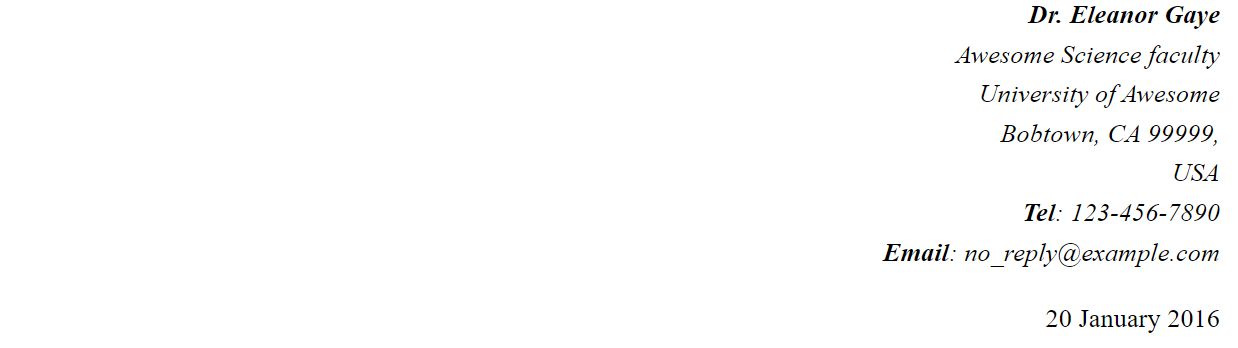 Dr. Eleanor Gaye
Awesome Science faculty
University of Awesome
Bobtown, CA 99999,
USA
Tel: 123-456-7890
Email: no_reply@example.com
20 January 2016